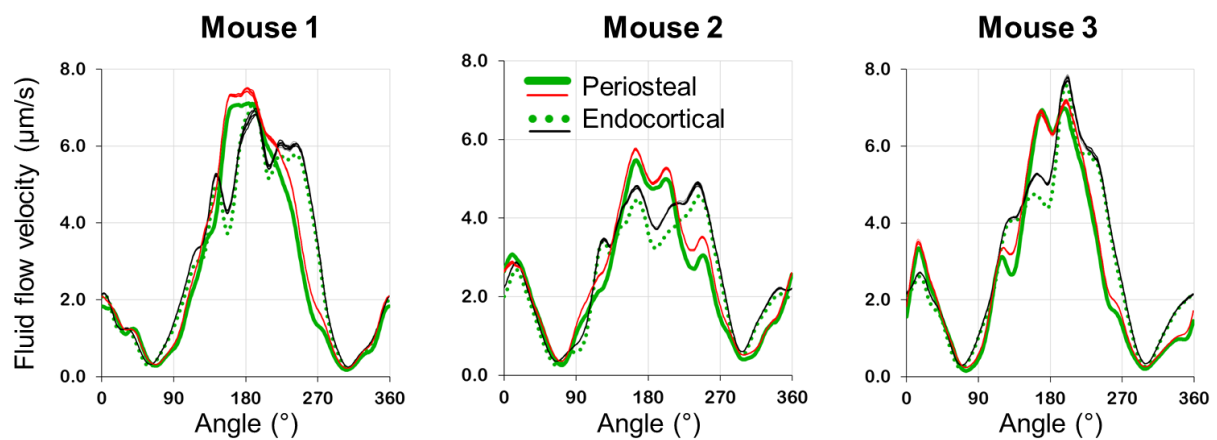 Mouse 1
Mouse 2
Mouse 3
Fluid flow velocity (µm/s)
8.0
6.0
4.0
2.0
0.0
0 90 180 270 360
Angle (°)
8.0
6.0
4.0
2.0
0.0
Periosteal
Endocortical
0 90 180 270 360
Angle (°)
8.0
6.0
4.0
2.0
0.0
0 90 180 270 360
Angle (°)